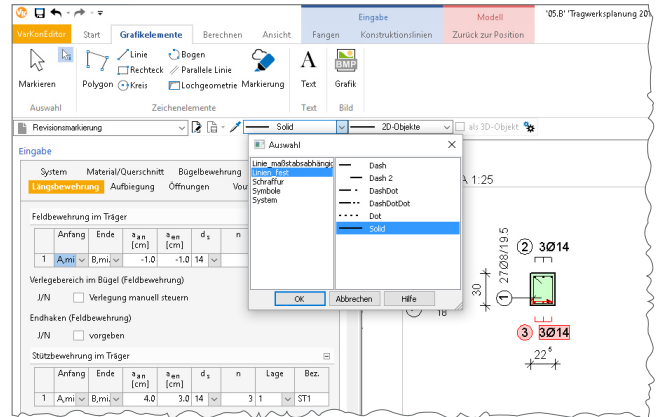 Eingabe Modell '05.B' "Tragwerksplanung 20
VarKonEditor Start Grafikelemente Berechnen Ansicht Fangen Konstruktionslinien Zurück zur Position
Linie Bogen
Rechteck Parallele Linie
Markieren Polygon Kreis Lochgeometrie Markierung Text Grafik
BMP
Auswahl Zeichenelemente Text Bild
Revisionsmarkierung Solid 2D-Objekte als 3D-Objekt
Eingabe
System Material/Querschnitt Bügelbewehrung
Längsbewehrung Aufbiegung Öffnungen Vou
Feldbewehrung im Träger
Anfang Ende a an [cm] a en [cm] d s n
1 A,mi B,mi. -1.0 -1.0 14
Verlegebereich im Bügel (Feldbewehrung)
J/N Verlegung manuell steuern
Endhaken (Feldbewehrung)
J/N vorgeben
Stützbewehrung im Träger
Anfang Ende a an [cm] a en [cm] d s n Lage Bez.
1 A,mi B,mi. 4.0 3.0 14 3 1 ST1
Auswahl
Linie_maßstabsabhängig
Linien_fest
Schraffur
Symbole
System
Dash
Dash 2
DashDot
DashDotDot
Dot
Solid
OK Abbrechen Hilfe
A 1:25
2 3Ø14
27Ø8/19.5
30
1
18
3 3Ø14
22⁵